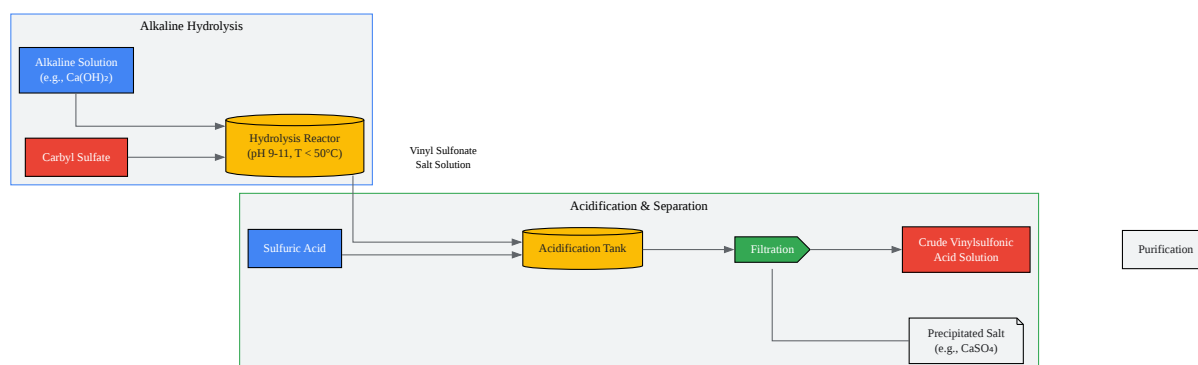 Alkaline Hydrolysis
Alkaline Solution
(e.g., Ca(OH)₂)
Carbyl Sulfate
Hydrolysis Reactor
(pH 9-11, T < 50°C)
Vinyl Sulfonate
Salt Solution
Acidification & Separation
Sulfuric Acid
Acidification Tank
Filtration
Crude Vinylsulfonic
Acid Solution
Purification
Precipitated Salt
(e.g., CaSO₄)